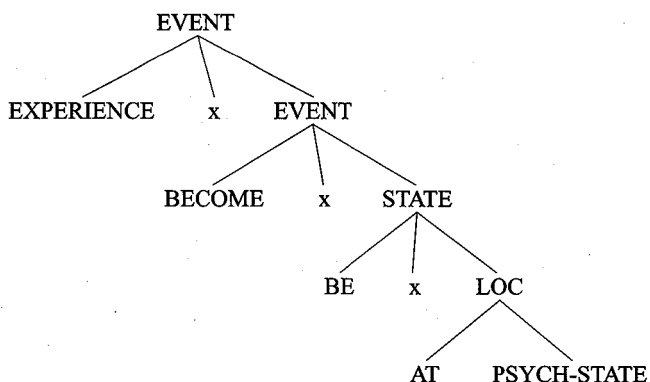 EVENT
EXPERIENCE x EVENT
BECOME x STATE
BE x LOC
AT PSYCH-STATE